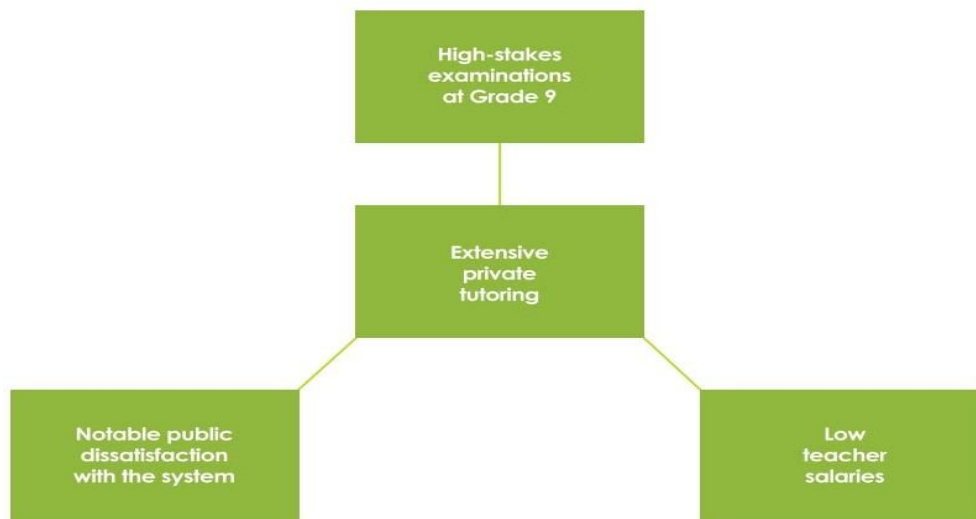 High-stakes
examinations
at Grade 9
Extensive
private
tutoring
Notable public
dissatisfaction
with the system
Low
teacher
salaries